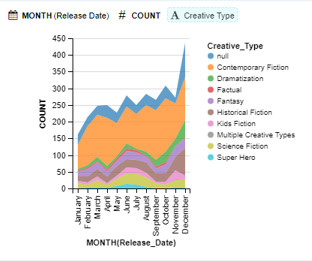 MONTH (Release Date) # COUNT A Creative Type
450
400
350
300
250
200
150
100
50
0
COUNT
January
February
March
April
May
June
July
August
September
October
November
December
MONTH(Release_Date)
Creative_Type
null
Contemporary Fiction
Dramatization
Factual
Fantasy
Historical Fiction
Kids Fiction
Multiple Creative Types
Science Fiction
Super Hero